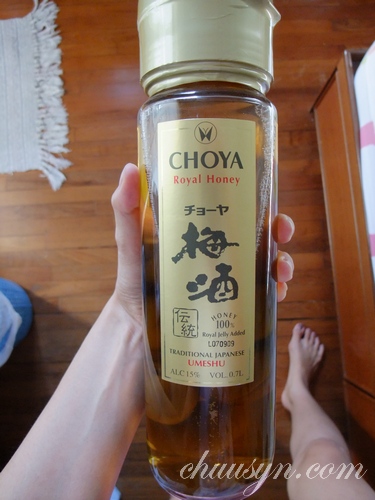 CHOYA
Royal Honey
チョーヤ
梅酒
伝統
HONEY
100%
Royal Jelly Added
L070909
TRADITIONAL JAPANESE
UMESHU
ALC 15% VOL. 0.7L
chuusyn.com